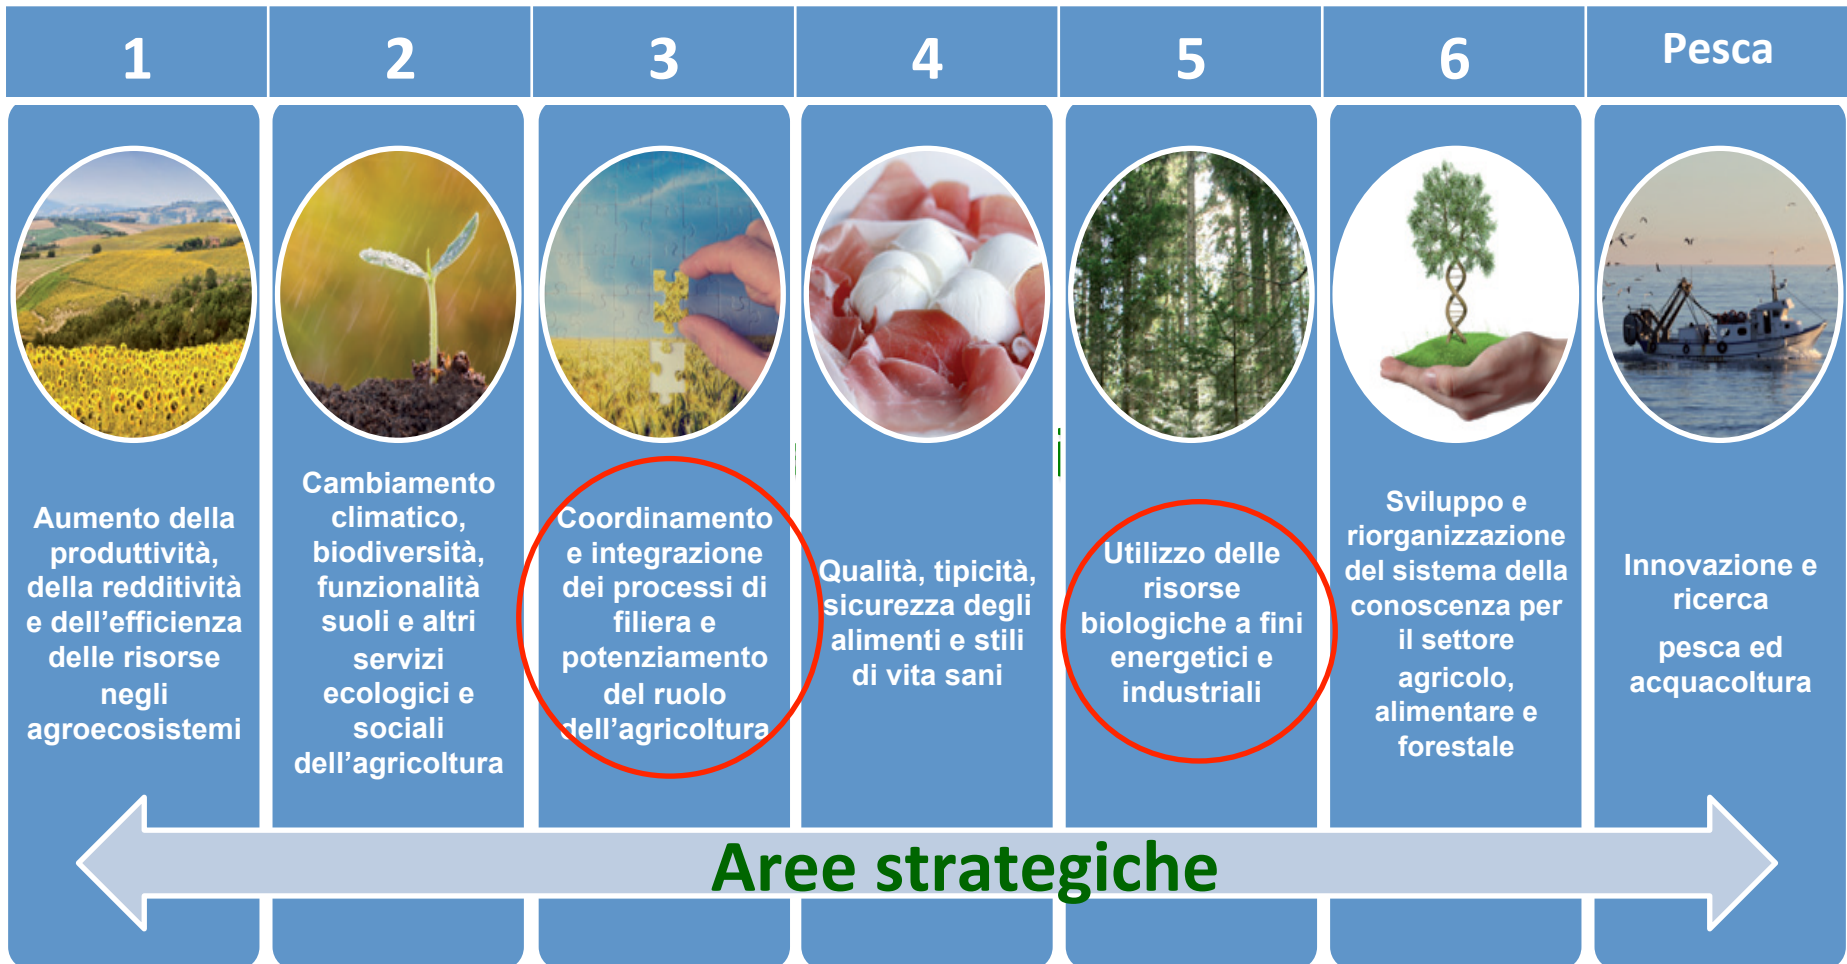 1
2
3
4
5
6
Pesca
Aumento della
produttività,
della redditività
e dell’efficienza
delle risorse
negli
agroecosistemi
Cambiamento
climatico,
biodiversità,
funzionalità
suoli e altri
servizi
ecologici e
sociali
dell’agricoltura
Coordinamento
e integrazione
dei processi di
filiera e
potenziamento
del ruolo
dell’agricoltura
Qualità, tipicità,
sicurezza degli
alimenti e stili
di vita sani
Utilizzo delle
risorse
biologiche a fini
energetici e
industriali
Sviluppo e
riorganizzazione
del sistema della
conoscenza per
il settore
agricolo,
alimentare e
forestale
Innovazione e
ricerca
pesca ed
acquacoltura
Aree strategiche